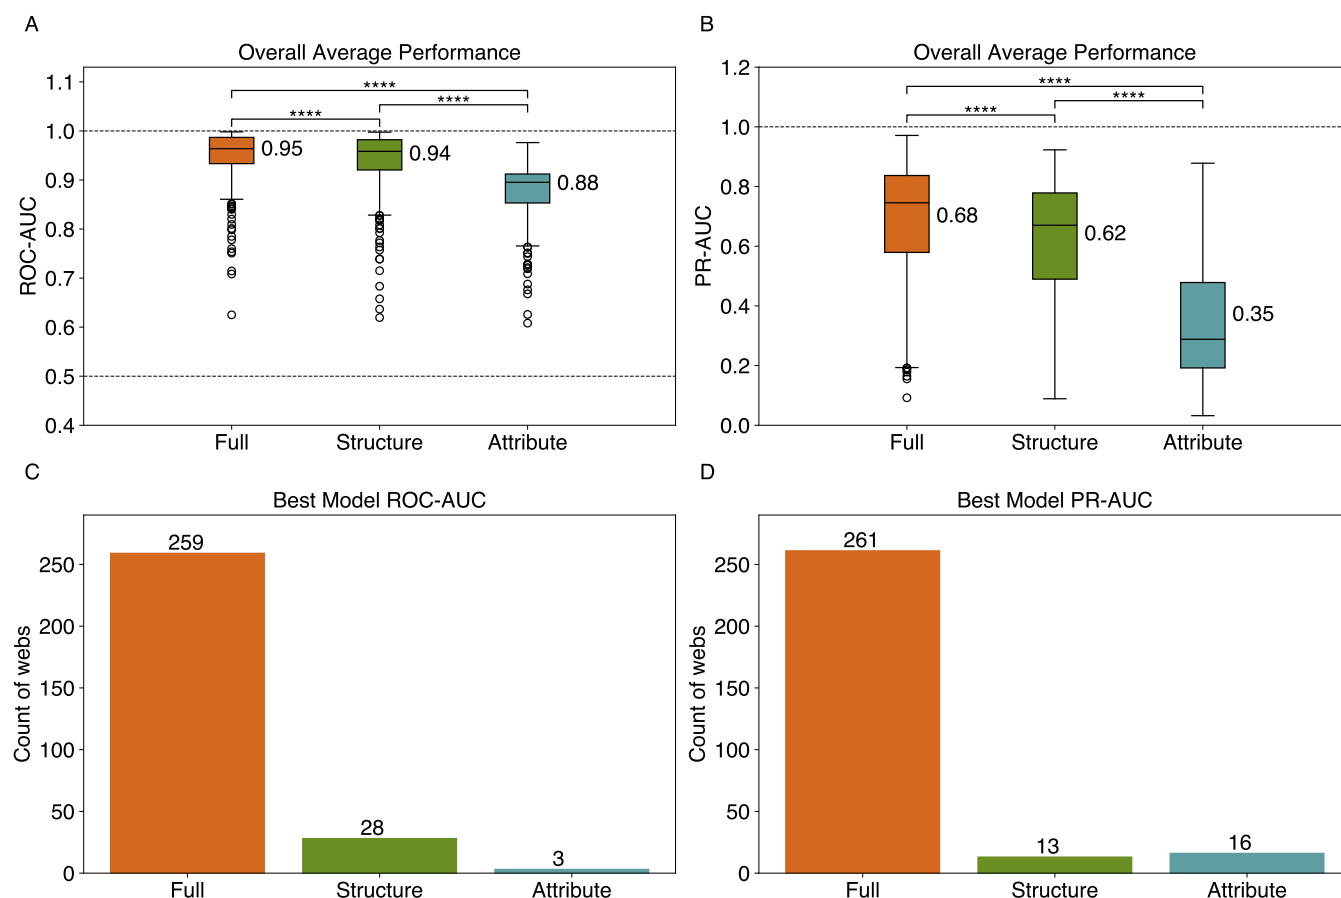 A
Overall Average Performance
ROC-AUC
1.1
1.0
0.9
0.8
0.7
0.6
0.5
0.4
****
****
****
0.95
0.94
0.88
Full Structure Attribute
B
Overall Average Performance
PR-AUC
1.2
1.0
0.8
0.6
0.4
0.2
0.0
****
****
****
0.68
0.62
0.35
Full Structure Attribute
C
Best Model ROC-AUC
Count of webs
250
200
150
100
50
0
259
28
3
Full Structure Attribute
D
Best Model PR-AUC
Count of webs
250
200
150
100
50
0
261
13
16
Full Structure Attribute